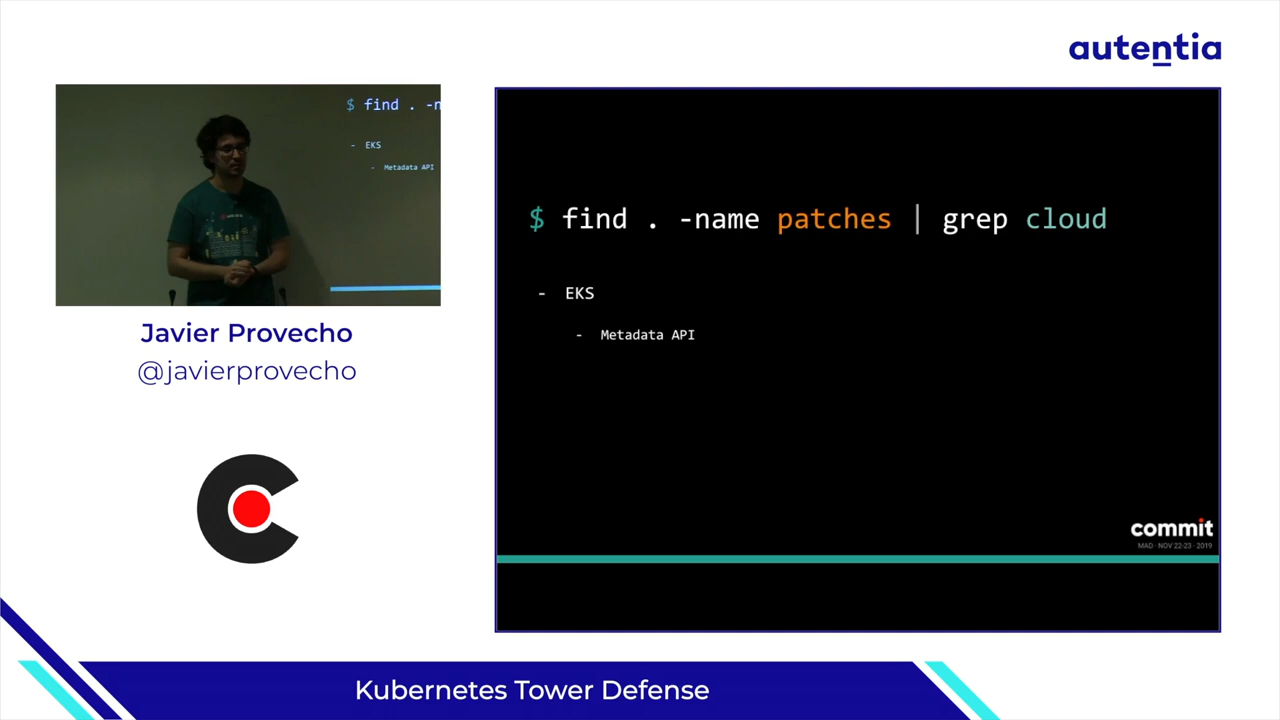 autentia
$ find . -n
- EKS
- Metadata API
Javier Provecho
@javierprovecho
$ find . -name patches | grep cloud
- EKS
- Metadata API
commit
MAD · NOV 22-23 · 2019
Kubernetes Tower Defense